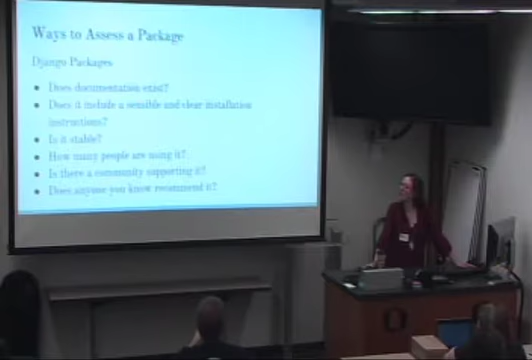 Ways to Assess a Package
Django Packages
• Does documentation exist?
• Does it include a sensible and clear installation
instructions?
• Is it stable?
• How many people are using it?
• Is there a community supporting it?
• Does anyone you know recommend it?
O